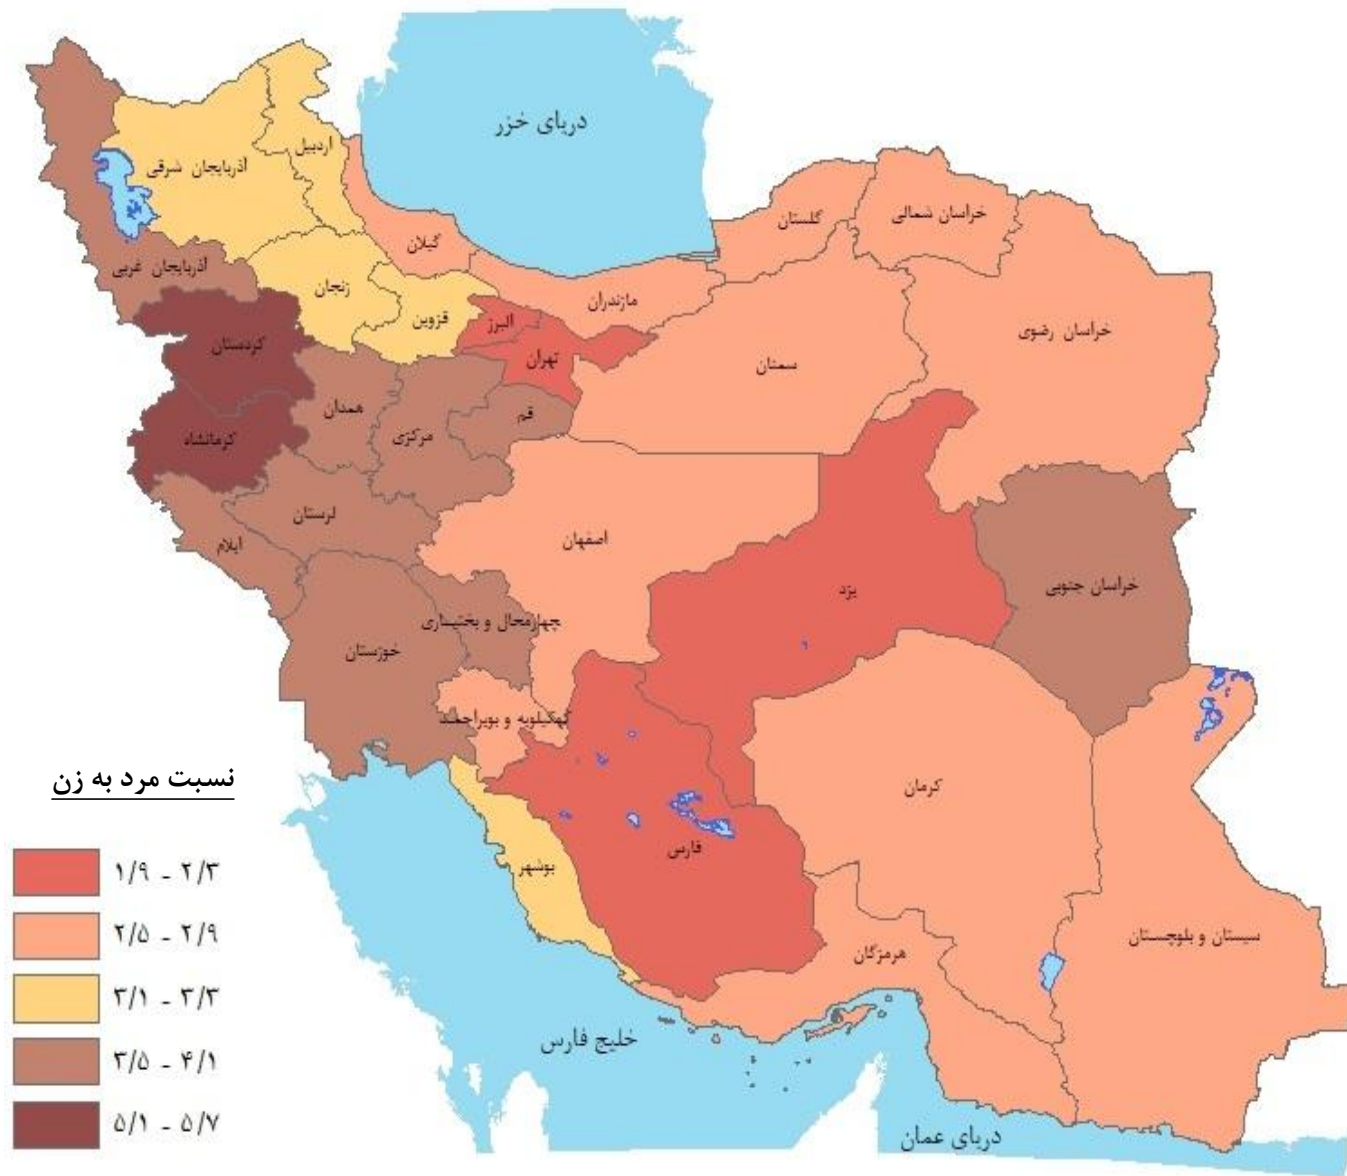 دریای خزر
اردبیل
آذربایجان شرقی
خراسان شمالی
گلستان
گیلان
آذربایجان غربی
زنجان
مازندران
قزوین
البرز
خراسان رضوی
کردستان
تهران
سمنان
همدان
قم
مرکزی
کرمانشاه
لرستان
اصفهان
ایلام
خراسان جنوبی
یزد
چهارمحال و بختیاری
خوزستان
کهگیلویه و بویراحمد
کرمان
فارس
بوشهر
سیستان و بلوچستان
هرمزگان
خلیج فارس
دریای عمان
نسبت مرد به زن
۱/۹ - ۲/۳
۲/۵ - ۲/۹
۳/۱ - ۳/۳
۳/۵ - ۴/۱
۵/۱ - ۵/۷